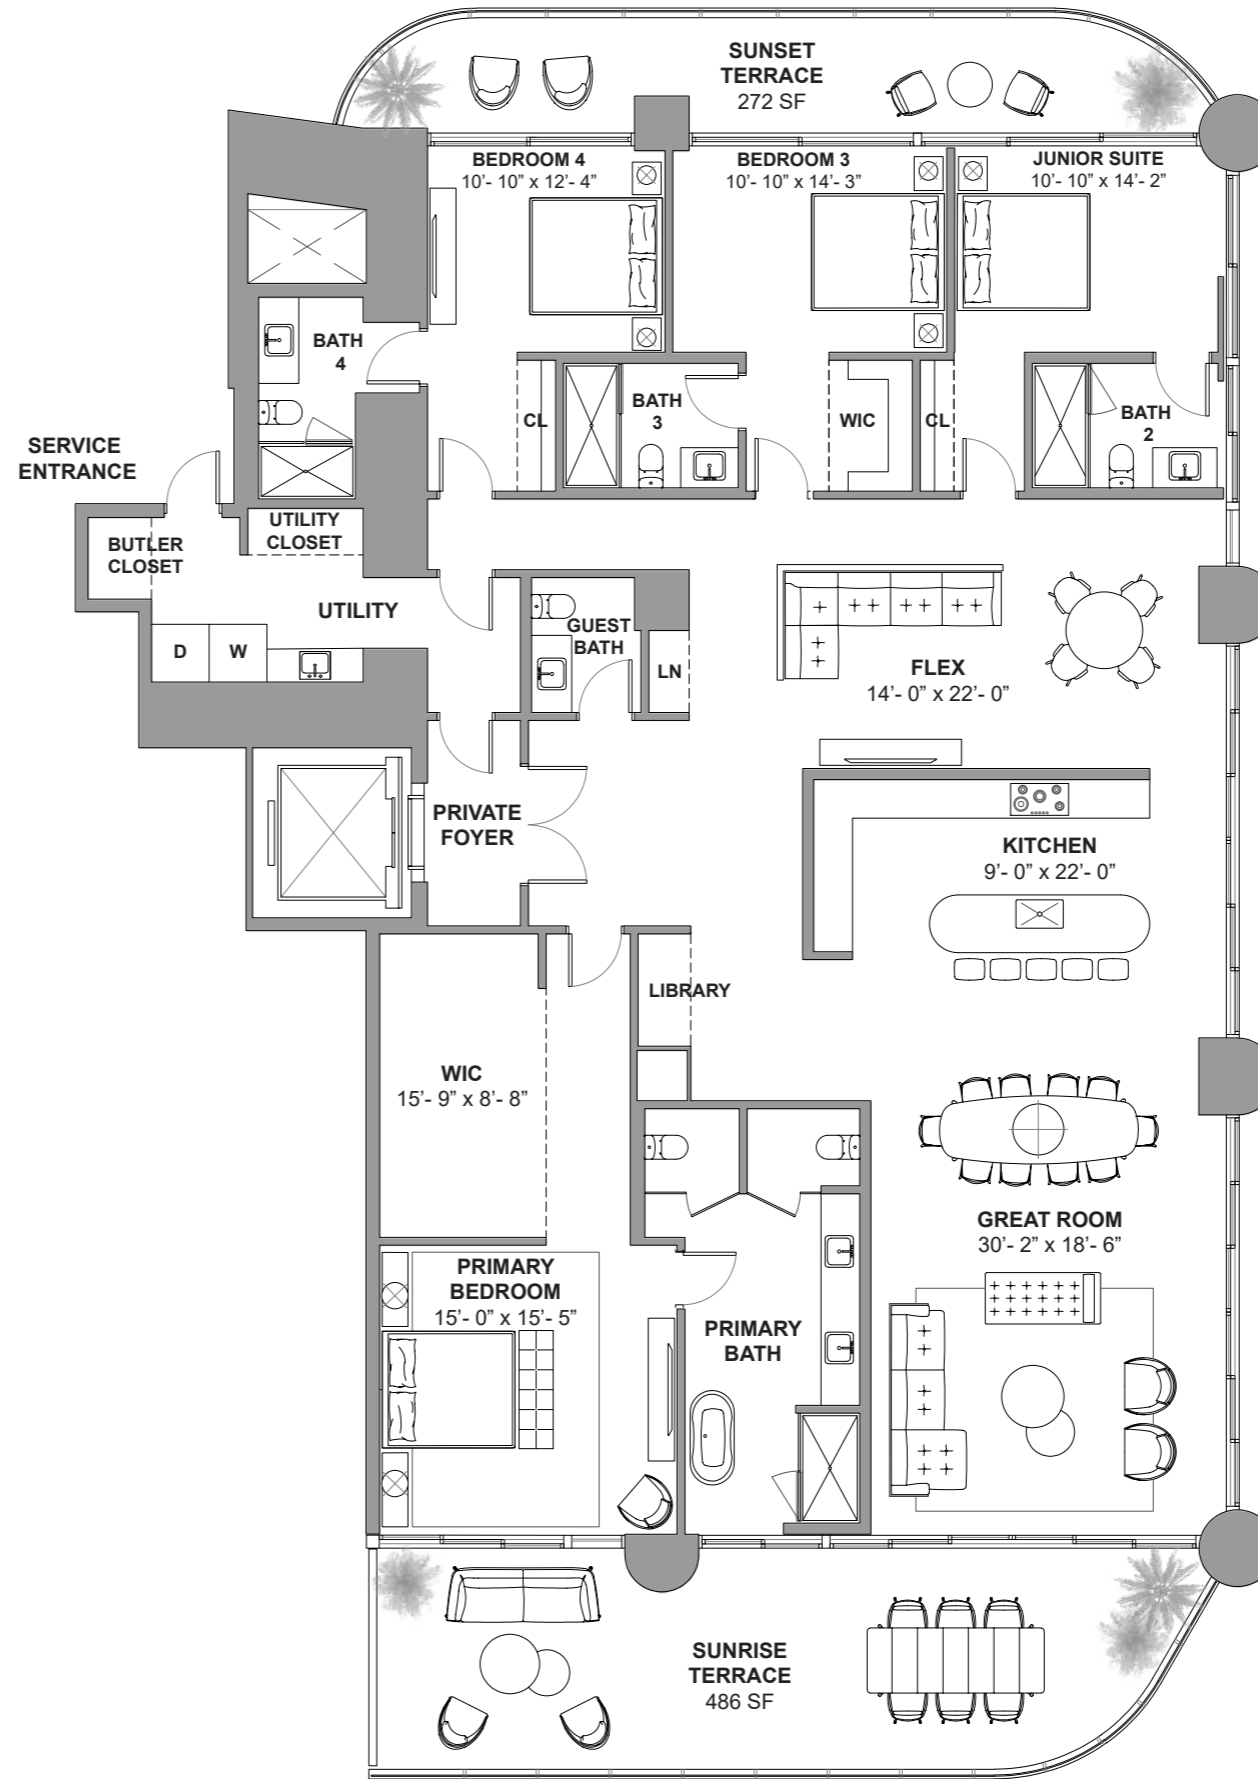 SUNSET
TERRACE
272 SF
BEDROOM 4
10’- 10” x 12’- 4”
BEDROOM 3
10’- 10” x 14’- 3”
JUNIOR SUITE
10’- 10” x 14’- 2”
BATH
4
CL
BATH
3
WIC
CL
BATH
2
SERVICE
ENTRANCE
BUTLER
CLOSET
UTILITY
CLOSET
UTILITY
D
W
GUEST
BATH
LN
FLEX
14’- 0” x 22’- 0”
PRIVATE
FOYER
KITCHEN
9’- 0” x 22’- 0”
LIBRARY
WIC
15’- 9” x 8’- 8”
GREAT ROOM
30’- 2” x 18’- 6”
PRIMARY
BEDROOM
15’- 0” x 15’- 5”
PRIMARY
BATH
SUNRISE
TERRACE
486 SF